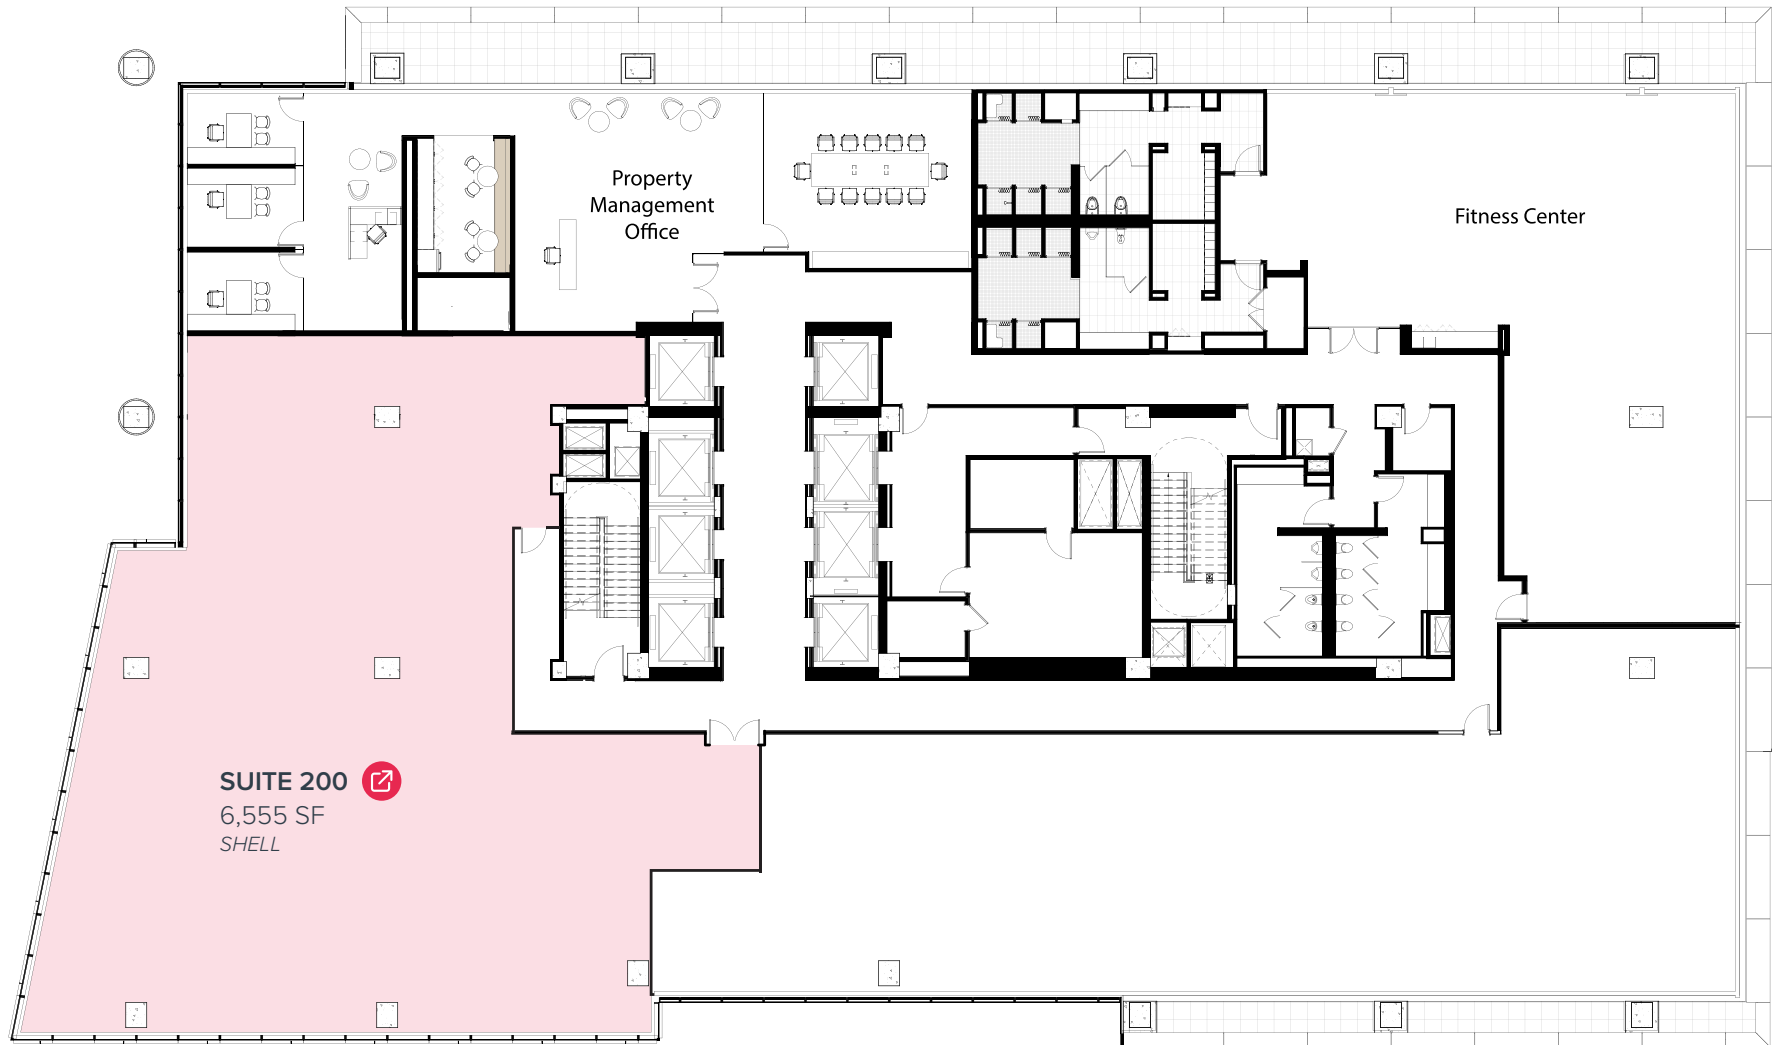 Property
Management
Office
Fitness Center
SUITE 200
6,555 SF
SHELL